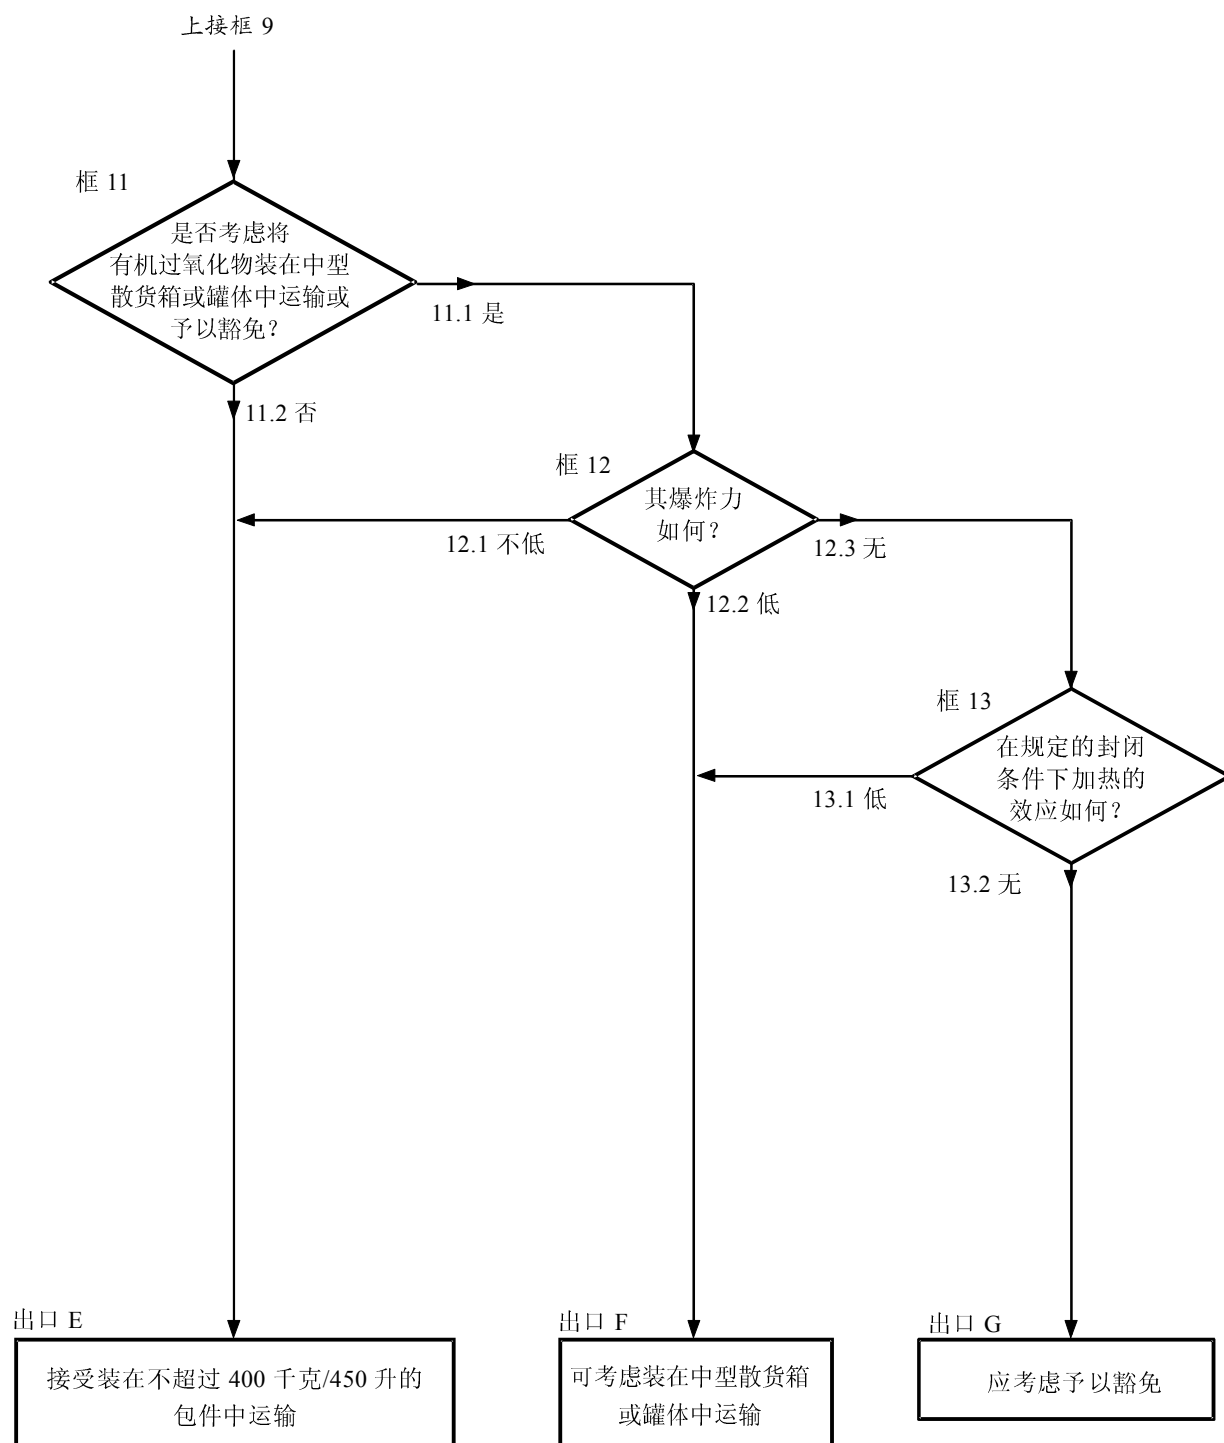 上接框 9
框 11
是否考虑将
有机过氧化物装在中型
散货箱或罐体中运输或
予以豁免？
11.1 是
11.2 否
框 12
其爆炸力
如何？
12.1 不低
12.3 无
12.2 低
框 13
在规定的封闭
条件下加热的
效应如何？
13.1 低
13.2 无
出口 E
接受装在不超过 400 千克/450 升的
包件中运输
出口 F
可考虑装在中型散货箱
或罐体中运输
出口 G
应考虑予以豁免